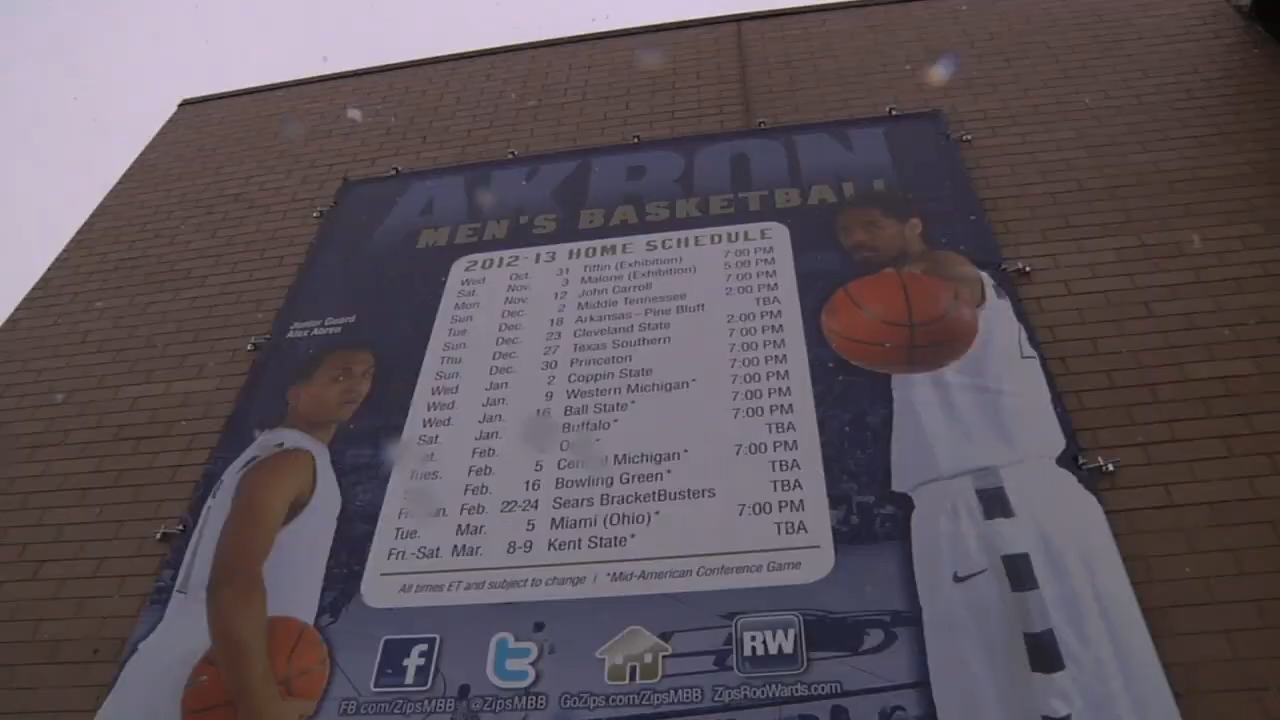 AKRON
MEN'S BASKETBALL
2012-13 HOME SCHEDULE
Wed Oct. 31 Tiffin (Exhibition) 7:00 PM
Sat. Nov. 3 Malone (Exhibition) 5:00 PM
Mon. Nov. 12 John Carroll 7:00 PM
Sun. Dec. 2 Middle Tennessee 2:00 PM
Tue. Dec. 18 Arkansas-Pine Bluff TBA
Sun. Dec. 23 Cleveland State 2:00 PM
Thu. Dec. 27 Texas Southern 7:00 PM
Sun. Dec. 30 Princeton 7:00 PM
Wed Jan. 2 Coppin State 7:00 PM
Wed. Jan. 9 Western Michigan* 7:00 PM
Wed. Jan. 16 Ball State* 7:00 PM
Sat. Jan. Buffalo* TBA
Feb. 7:00 PM
Tues. Feb. 5 Central Michigan* TBA
Feb. 16 Bowling Green* TBA
Feb. 22-24 Sears BracketBusters
Tue. Mar. 5 Miami (Ohio)* 7:00 PM
Fri.-Sat. Mar. 8-9 Kent State* TBA
All times ET and subject to change | *Mid-American Conference Game
Junior Guard
Alex Abreu
f t RW
FB.com/ZipsMBB @ZipsMBB GoZips.com/ZipsMBB ZipsRooWards.com